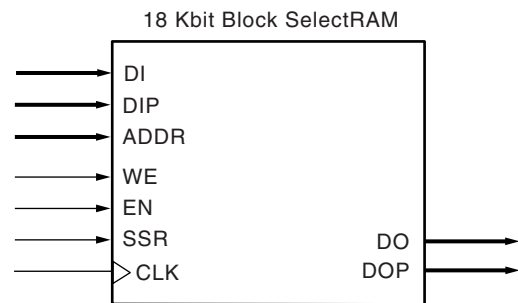 18 Kbit Block SelectRAM
DI
DIP
ADDR
WE
EN
SSR
CLK
DO
DOP